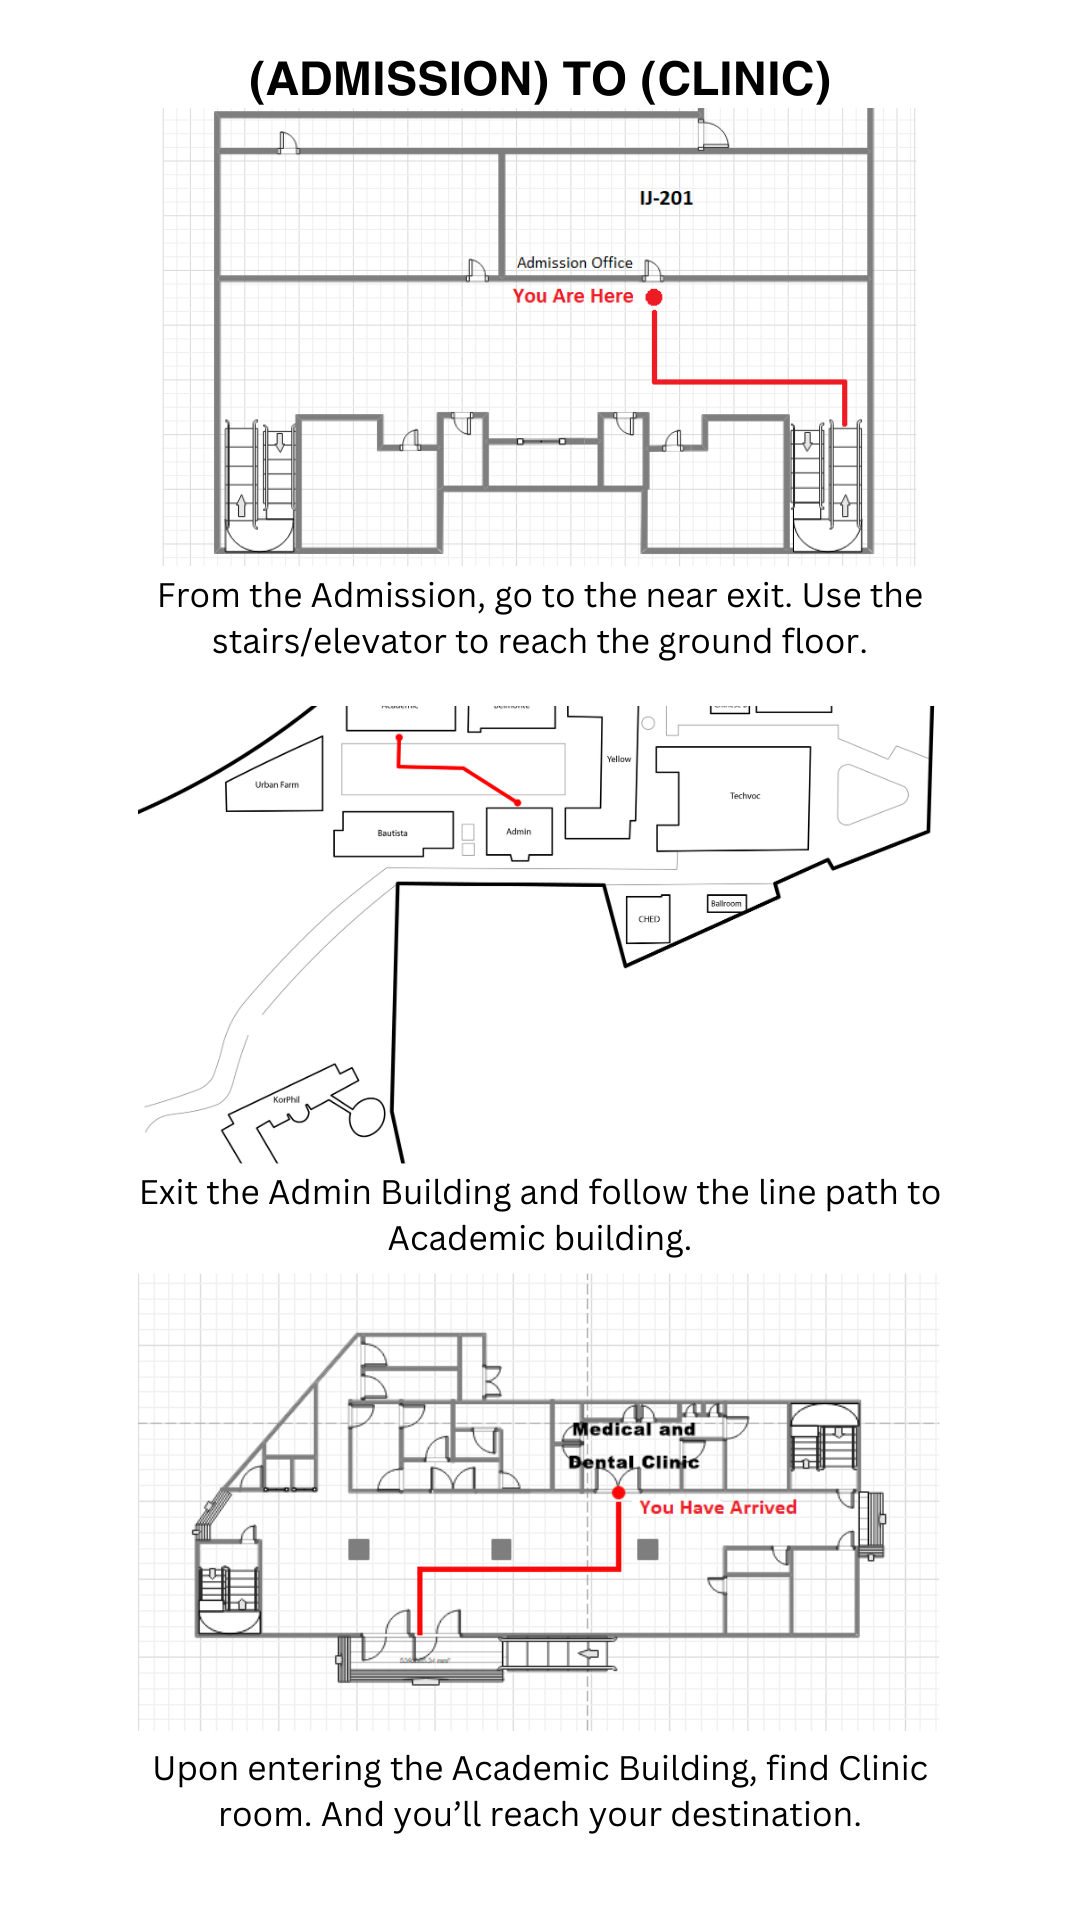 (ADMISSION) TO (CLINIC)
IJ-201
Admission Office
You Are Here
From the Admission, go to the near exit. Use the
stairs/elevator to reach the ground floor.
Academic
Belmonte
Yellow
Urban Farm
Techvoc
Bautista
Admin
CHED
Ballroom
KorPhil
Exit the Admin Building and follow the line path to
Academic building.
Medical and
Dental Clinic
You Have Arrived
Upon entering the Academic Building, find Clinic
room. And you’ll reach your destination.